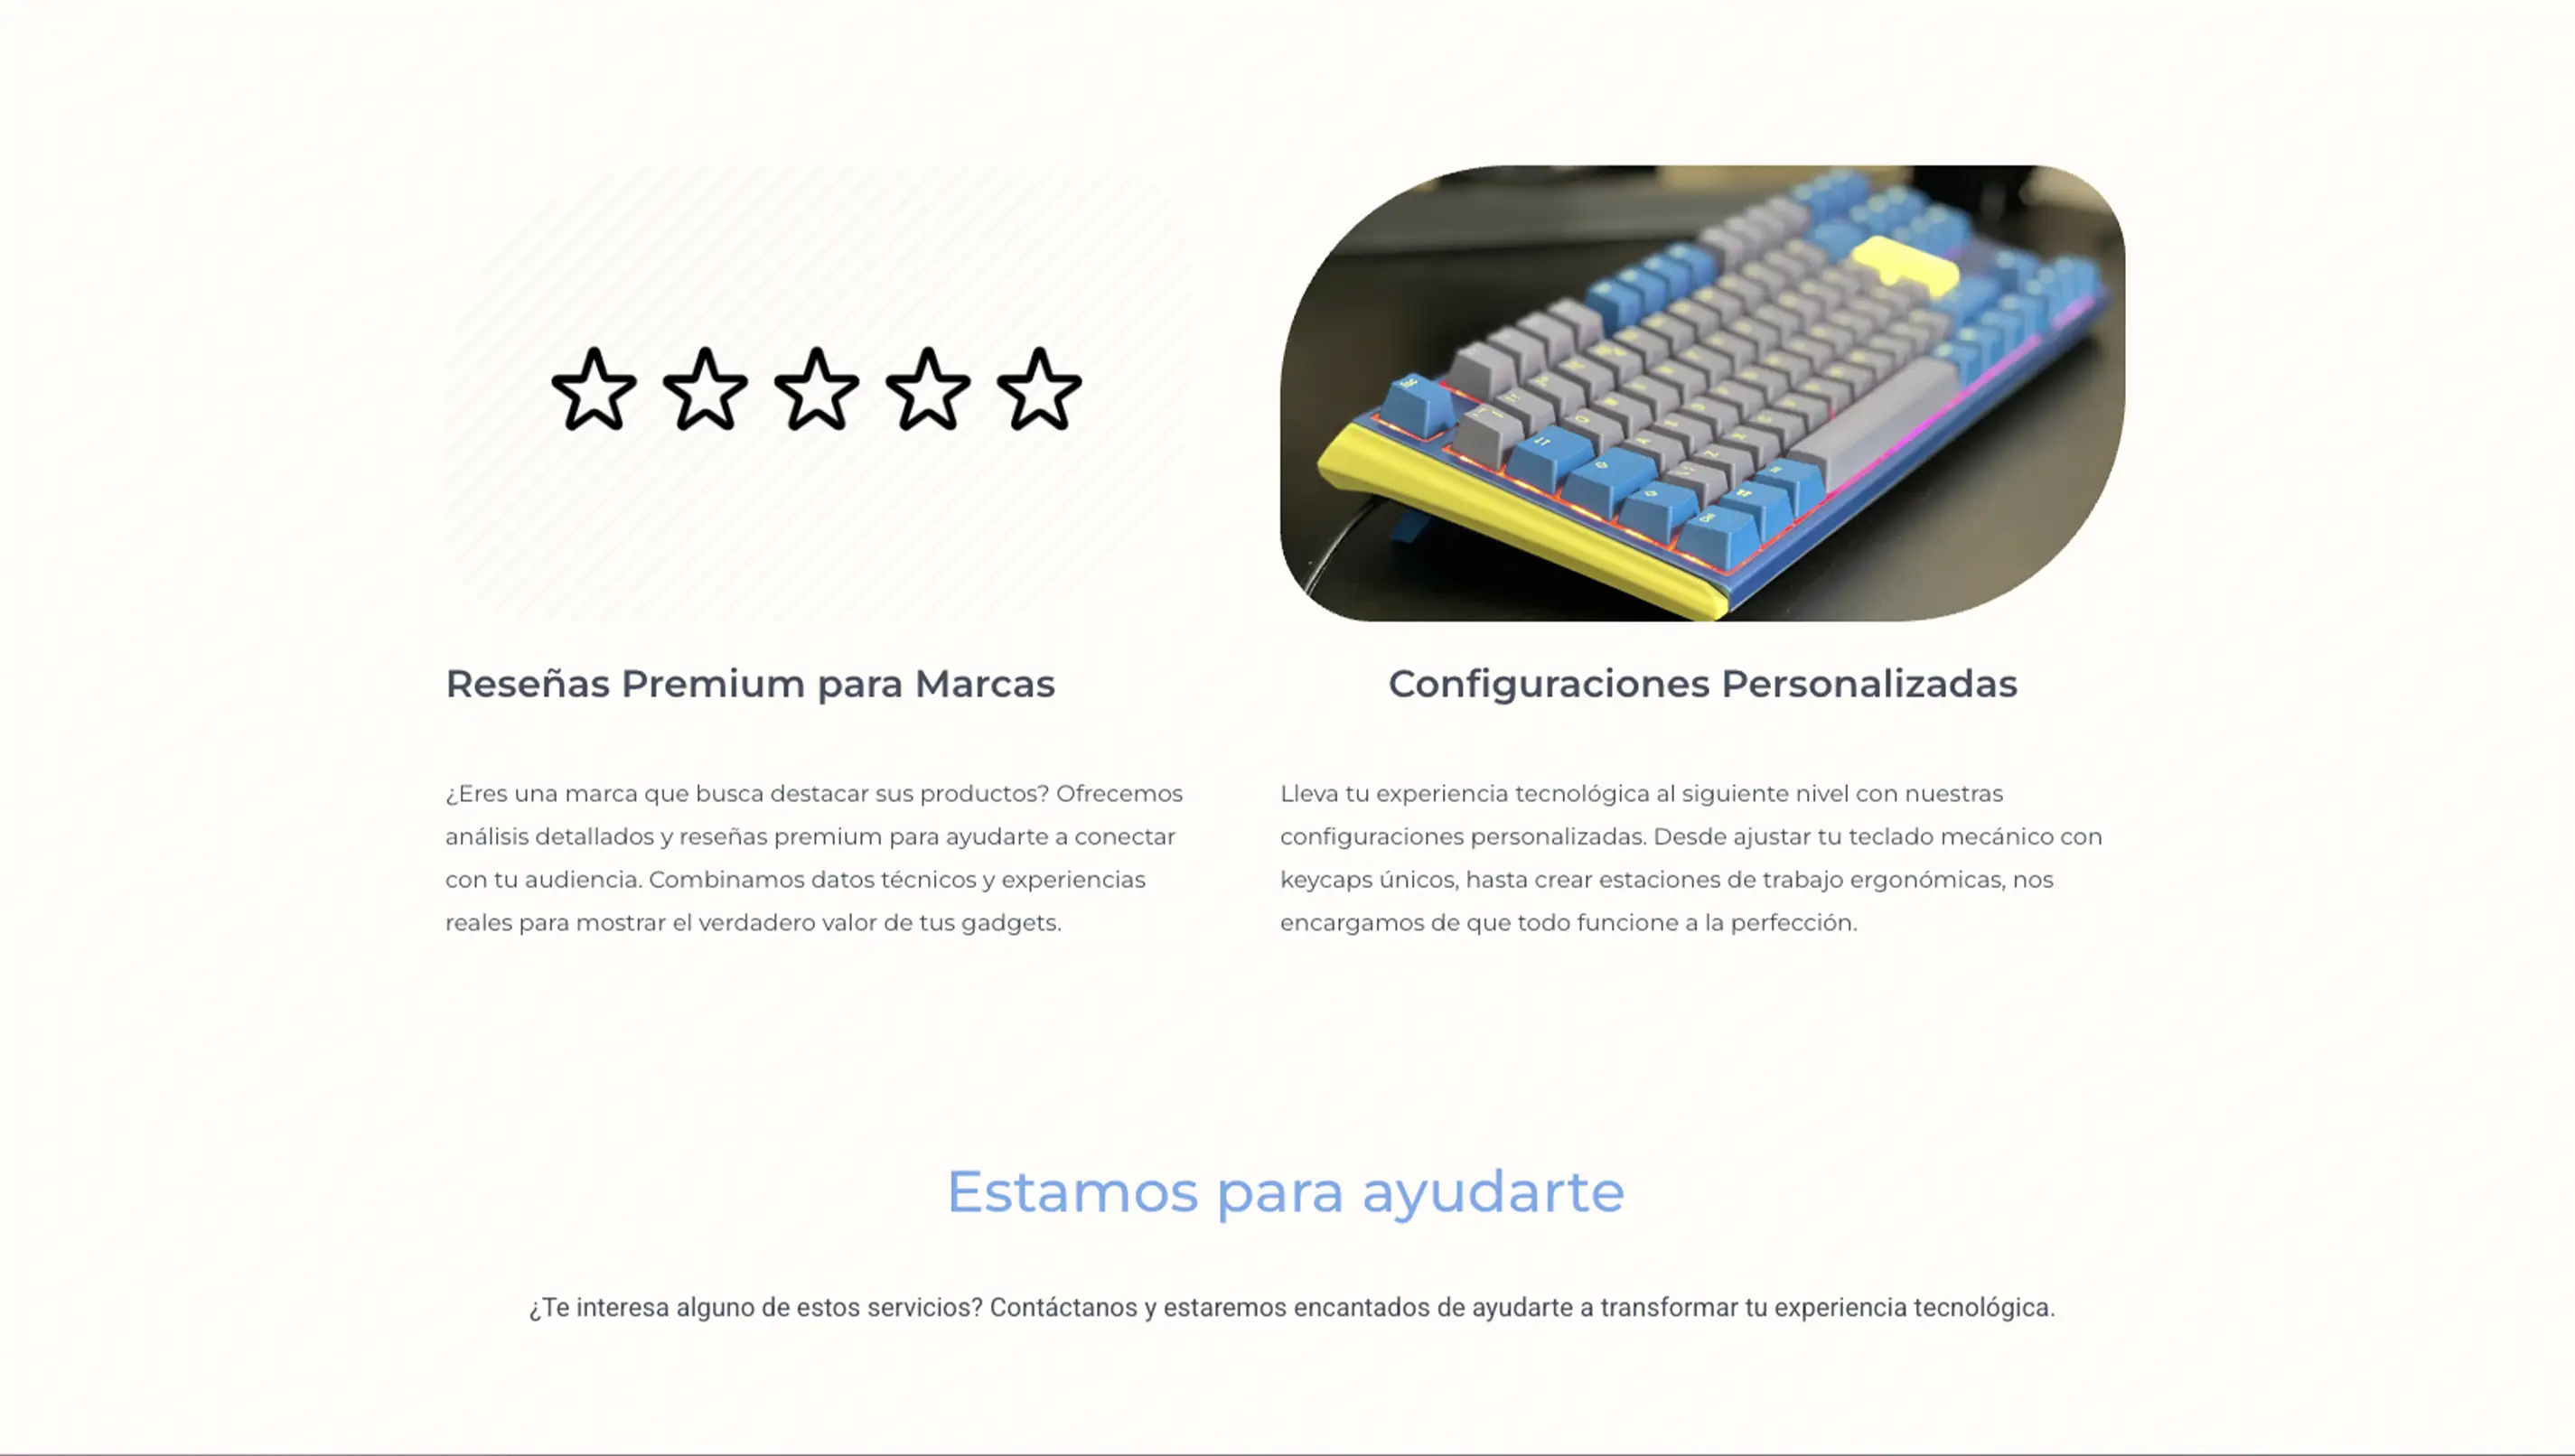 Reseñas Premium para Marcas
¿Eres una marca que busca destacar sus productos? Ofrecemos
análisis detallados y reseñas premium para ayudarte a conectar
con tu audiencia. Combinamos datos técnicos y experiencias
reales para mostrar el verdadero valor de tus gadgets.
Configuraciones Personalizadas
Lleva tu experiencia tecnológica al siguiente nivel con nuestras
configuraciones personalizadas. Desde ajustar tu teclado mecánico con
keycaps únicos, hasta crear estaciones de trabajo ergonómicas, nos
encargamos de que todo funcione a la perfección.
Estamos para ayudarte
¿Te interesa alguno de estos servicios? Contáctanos y estaremos encantados de ayudarte a transformar tu experiencia tecnológica.